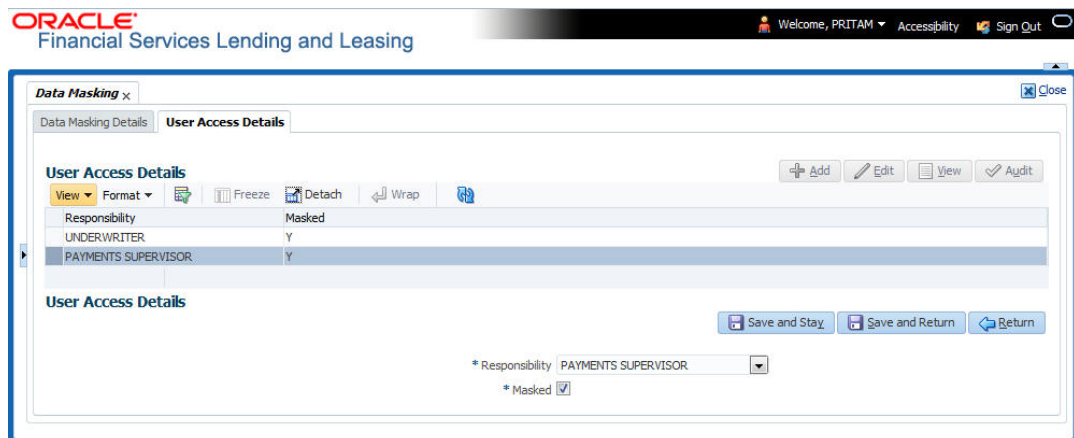 ORACLE
Financial Services Lending and Leasing
Welcome, PRITAM Accessibility Sign Out
Data Masking
Close
Data Masking Details User Access Details
User Access Details
Add Edit View Audit
View Format Freeze Detach Wrap
Responsibility Masked
UNDERWRITER Y
PAYMENTS SUPERVISOR Y
User Access Details
Save and Stay Save and Return Return
* Responsibility PAYMENTS SUPERVISOR
* Masked